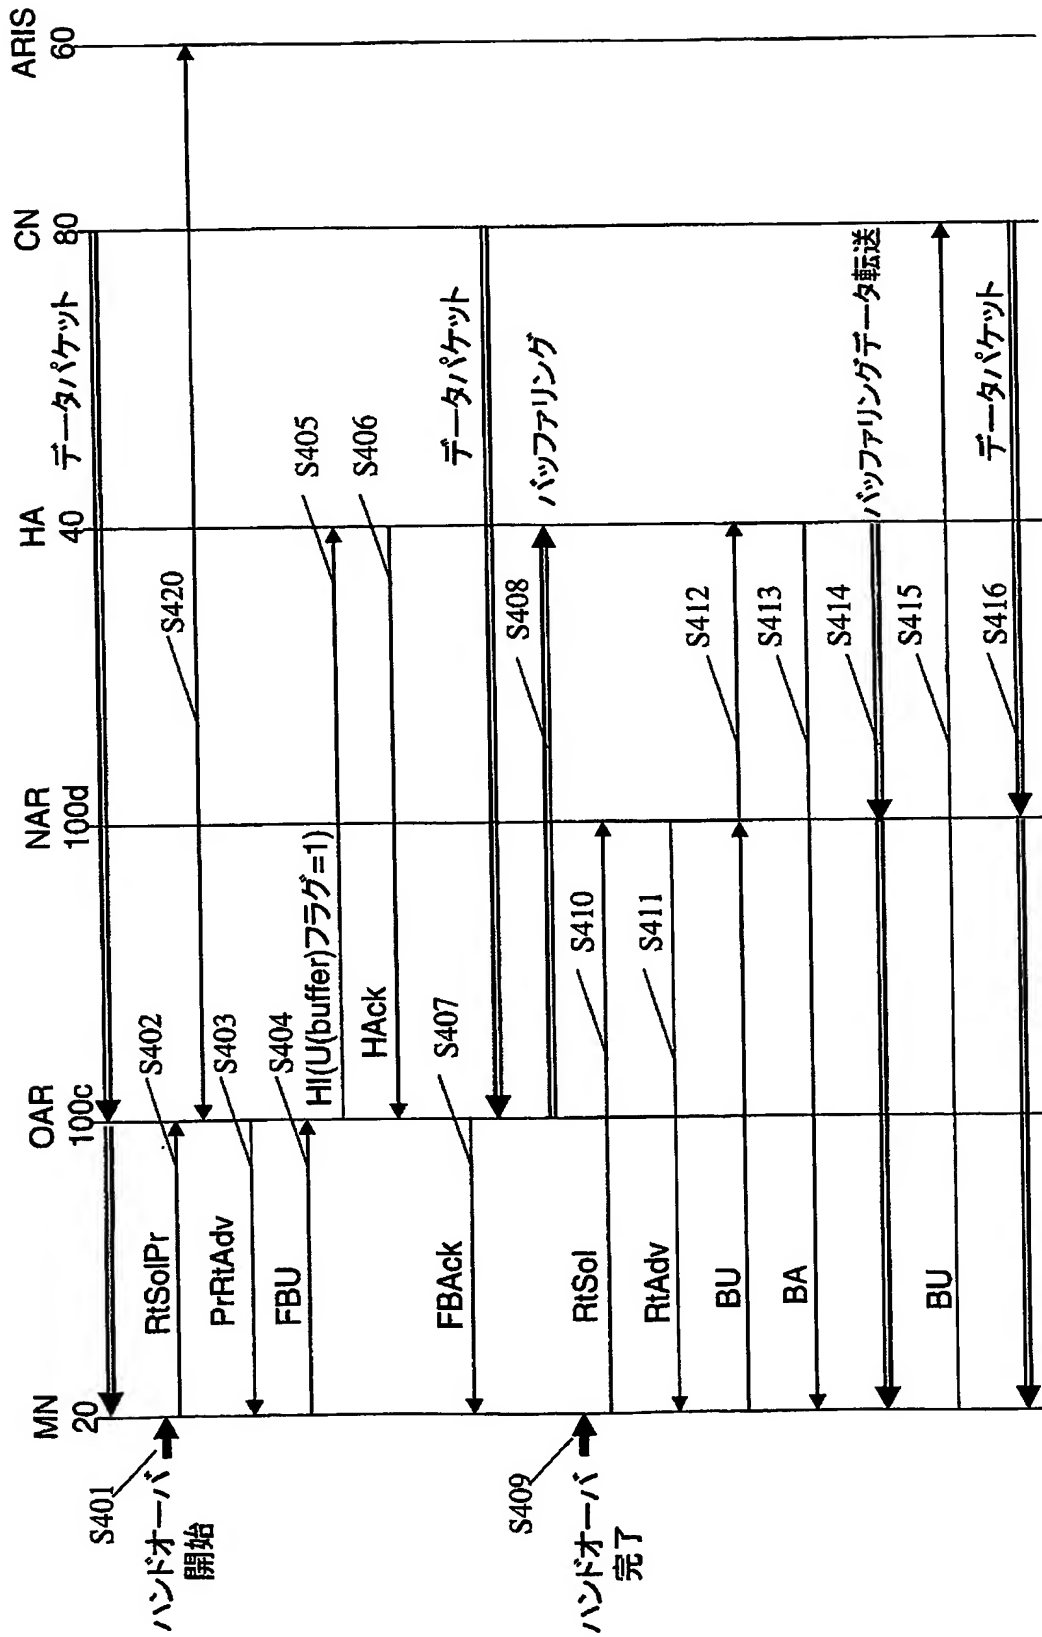 MN
20
OAR
100c
NAR
100d
HA
40
CN
80
ARIS
60
データパケット
S401
ハンドオーバ
開始
RtSolPr
S402
S420
PrRtAdv
S403
FBU
S404
HI(U(buffer)フラグ=1)
S405
HAck
S406
FBAck
S407
データパケット
S408
バッファリング
S409
ハンドオーバ
完了
RtSol
S410
RtAdv
S411
BU
S412
BA
S413
S414
バッファリングデータ転送
BU
S415
S416
データパケット